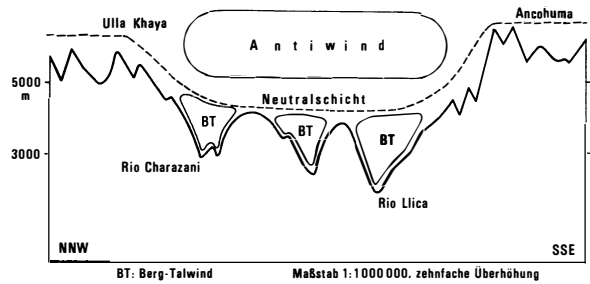 Ulla Khaya
Ancohuma
Antiwind
5000
m
Neutralschicht
BT
BT
BT
3000
Rio Charazani
Rio Llica
NNW
SSE
BT: Berg-Talwind
Maßstab 1:1000000, zehnfache Überhöhung